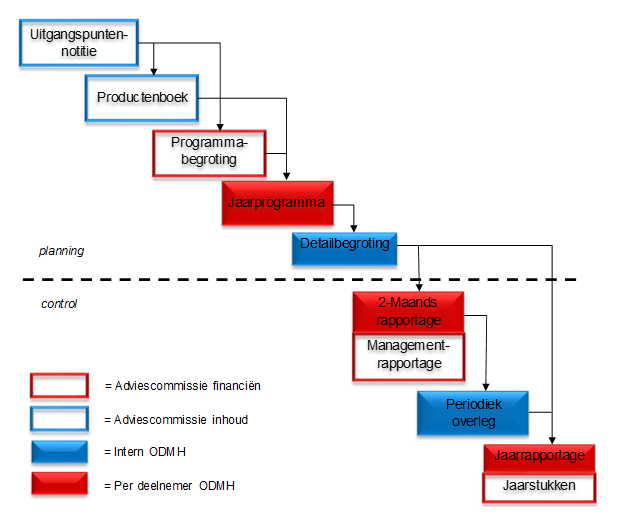 Uitgangspunten-
notitie
Productenboek
Programma-
begroting
Jaarprogramma
Detailbegroting
planning
control
2-Maands
rapportage
Management-
rapportage
Periodiek
overleg
Jaarrapportage
Jaarstukken
= Adviescommissie financiën
= Adviescommissie inhoud
= Intern ODMH
= Per deelnemer ODMH